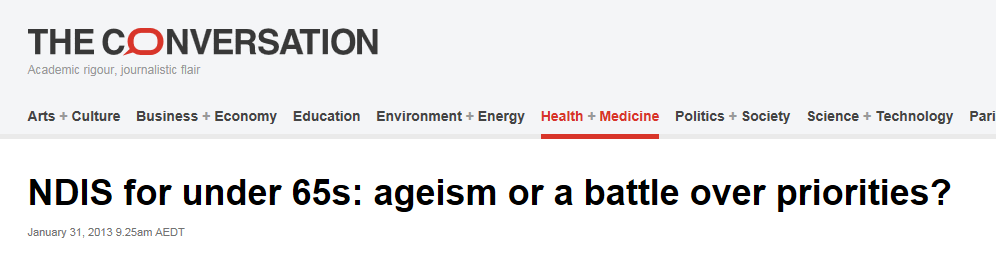 THE CONVERSATION
Academic rigour, journalistic flair
Arts + Culture Business + Economy Education Environment + Energy Health + Medicine Politics + Society Science + Technology Pari
NDIS for under 65s: ageism or a battle over priorities?
January 31, 2013 9.25am AEDT